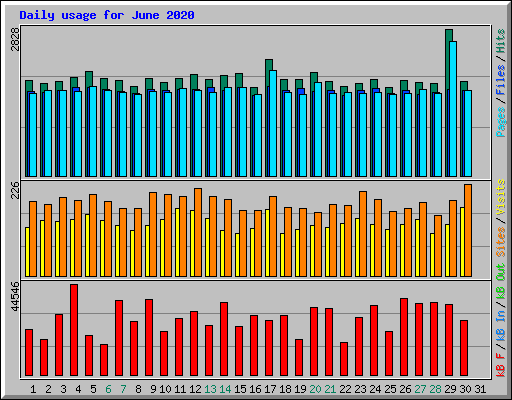 Daily usage for June 2020
2828
Pages / Files / Hits
226
Sites / Visits
44546
kB F / kB In / kB Out
1 2 3 4 5 6 7 8 9 10 11 12 13 14 15 16 17 18 19 20 21 22 23 24 25 26 27 28 29 30 31